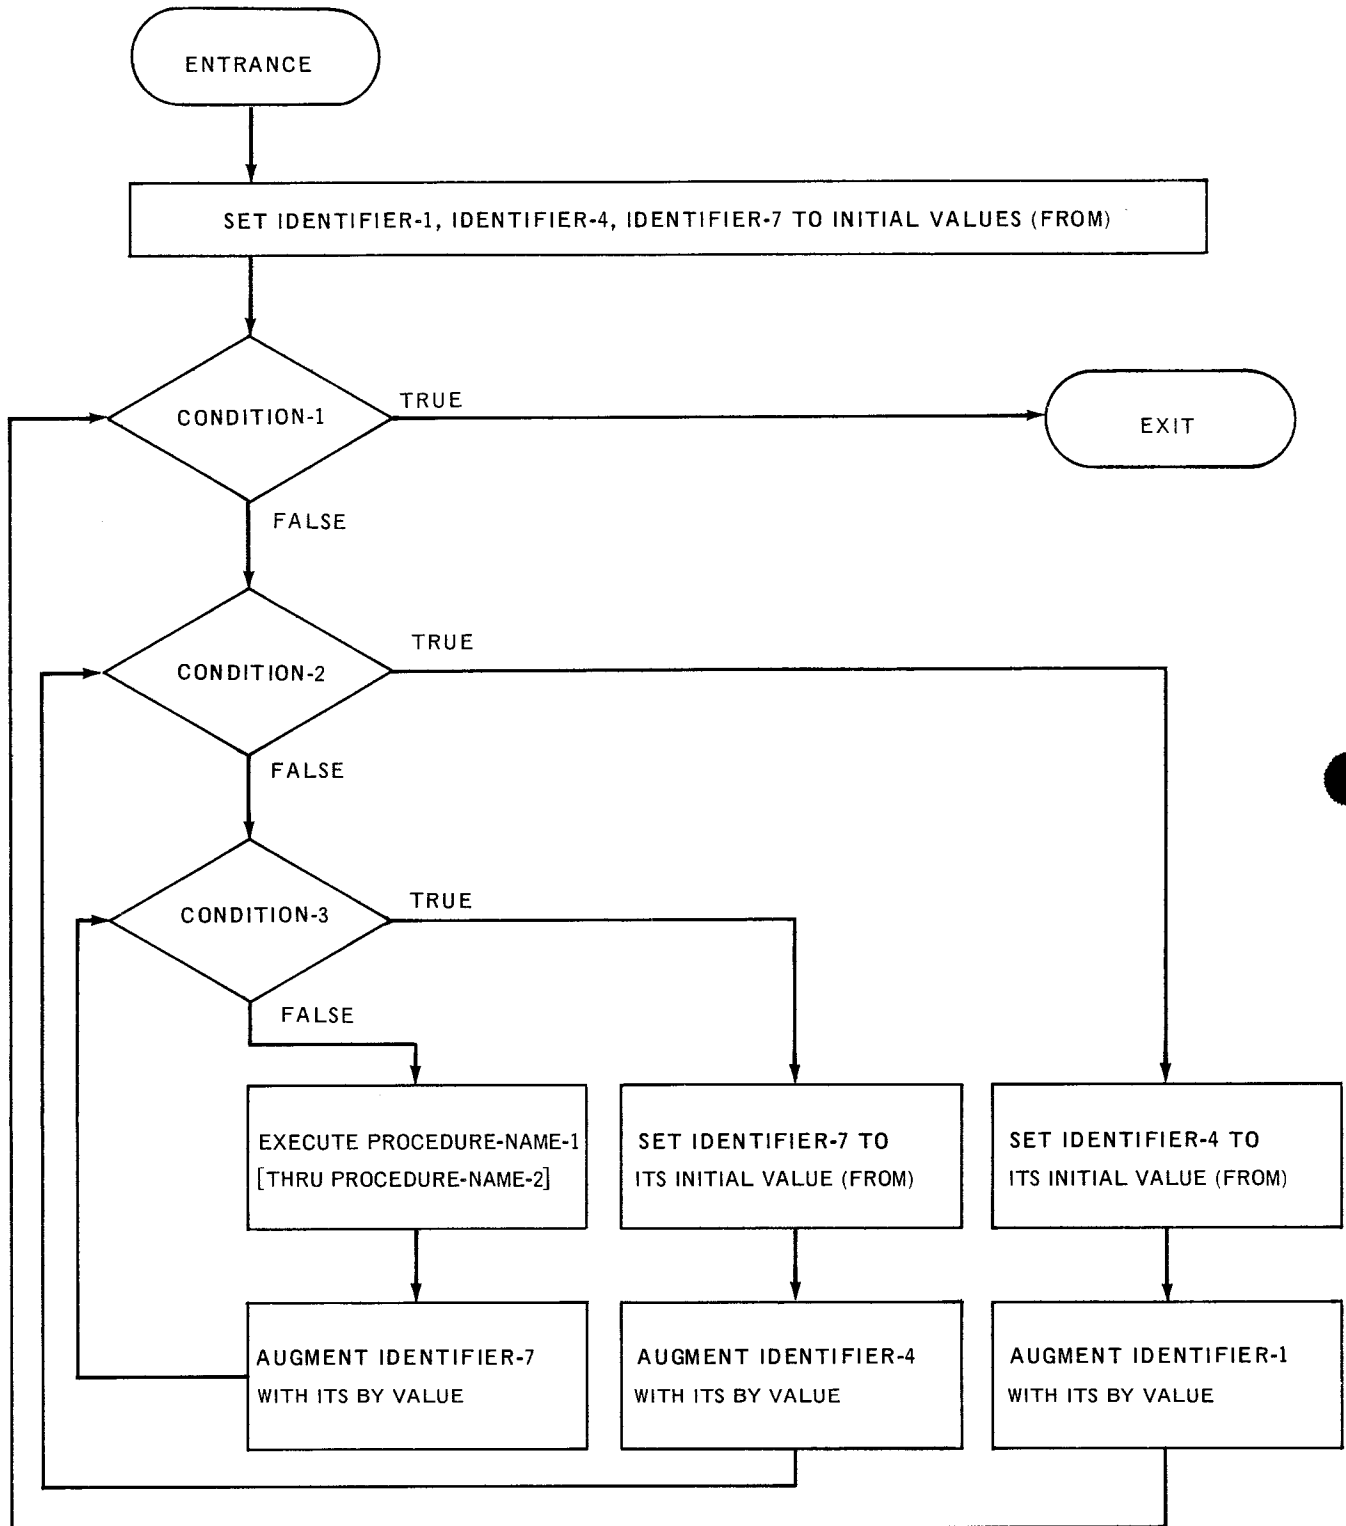 ENTRANCE
SET IDENTIFIER-1, IDENTIFIER-4, IDENTIFIER-7 TO INITIAL VALUES (FROM)
CONDITION-1
TRUE
EXIT
FALSE
CONDITION-2
TRUE
FALSE
CONDITION-3
TRUE
FALSE
EXECUTE PROCEDURE-NAME-1
[THRU PROCEDURE-NAME-2]
SET IDENTIFIER-7 TO
ITS INITIAL VALUE (FROM)
SET IDENTIFIER-4 TO
ITS INITIAL VALUE (FROM)
AUGMENT IDENTIFIER-7
WITH ITS BY VALUE
AUGMENT IDENTIFIER-4
WITH ITS BY VALUE
AUGMENT IDENTIFIER-1
WITH ITS BY VALUE